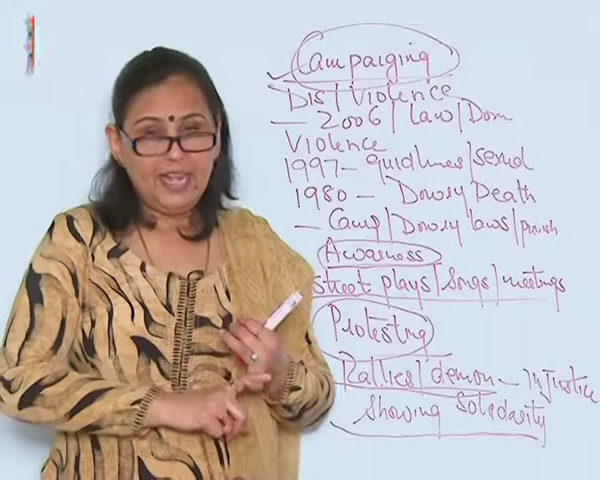 Campaigning
Dis/Violence
- 2006/law/Dom
Violence
1997- guidlines/sexual
1980 - Dowry Death
- Camp/Dowry laws/punish
Awareness
street plays/songs/meetings
Protesting
Rallies/demon - Injustice
Showing Solidarity